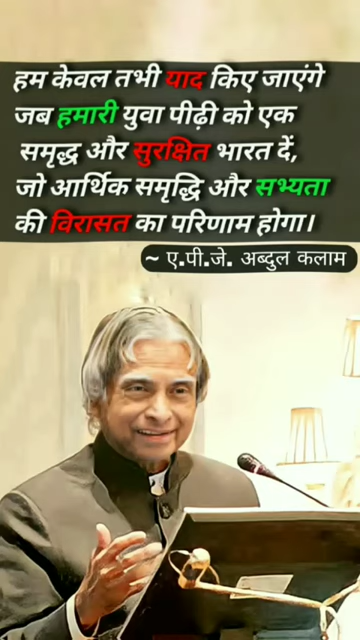 हम केवल तभी याद किए जाएंगे
जब हमारी युवा पीढ़ी को एक
समृद्ध और सुरक्षित भारत दें,
जो आर्थिक समृद्धि और सभ्यता
की विरासत का परिणाम होगा।
~ ए.पी.जे. अब्दुल कलाम